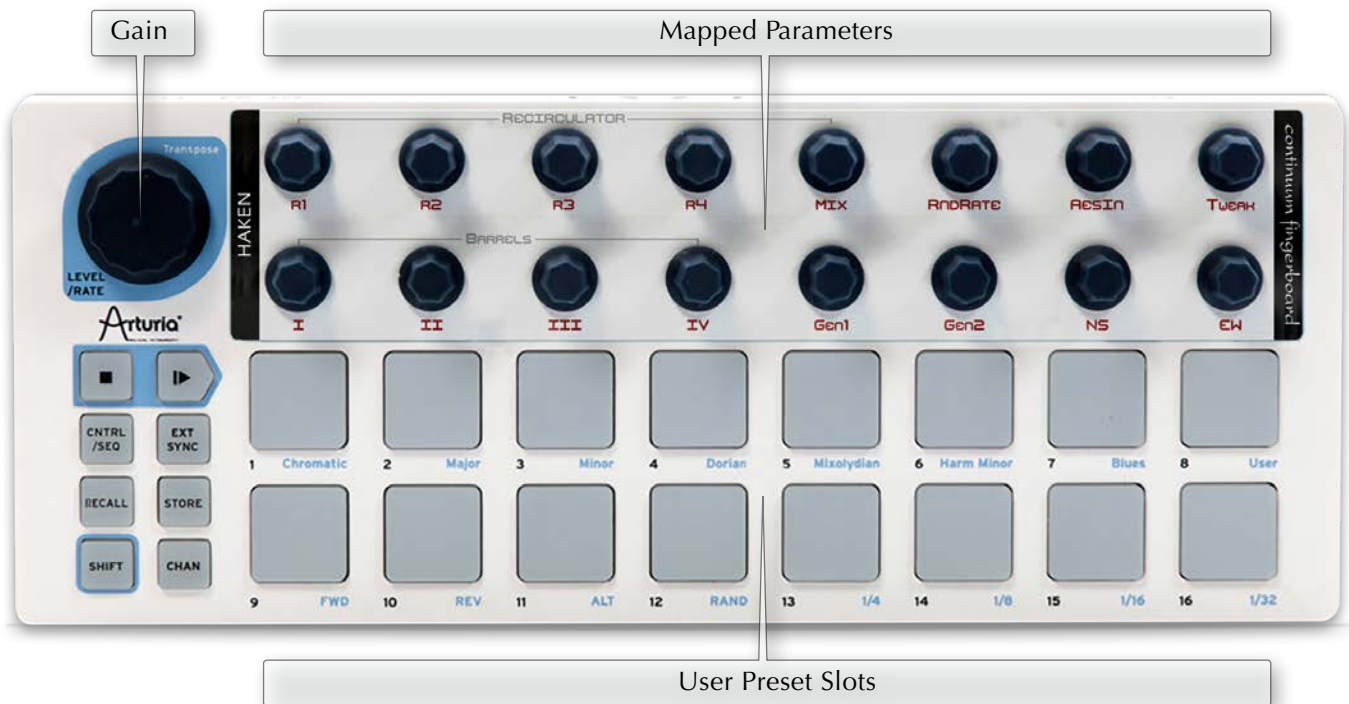 Gain
Mapped Parameters
Transpose
LEVEL
/RATE
Arturia
HAKEN
RECIRCULATOR
R1 R2 R3 R4 MIX RNDRATE AESIN TWEAK
BARRELS
I II III IV GEN1 GEN2 NS EW
continuum fingerboard
CNTRL
/SEQ
EXT
SYNC
RECALL
STORE
SHIFT
CHAN
1 Chromatic 2 Major 3 Minor 4 Dorian 5 Mixolydian 6 Harm Minor 7 Blues 8 User
9 FWD 10 REV 11 ALT 12 RAND 13 1/4 14 1/8 15 1/16 16 1/32
User Preset Slots